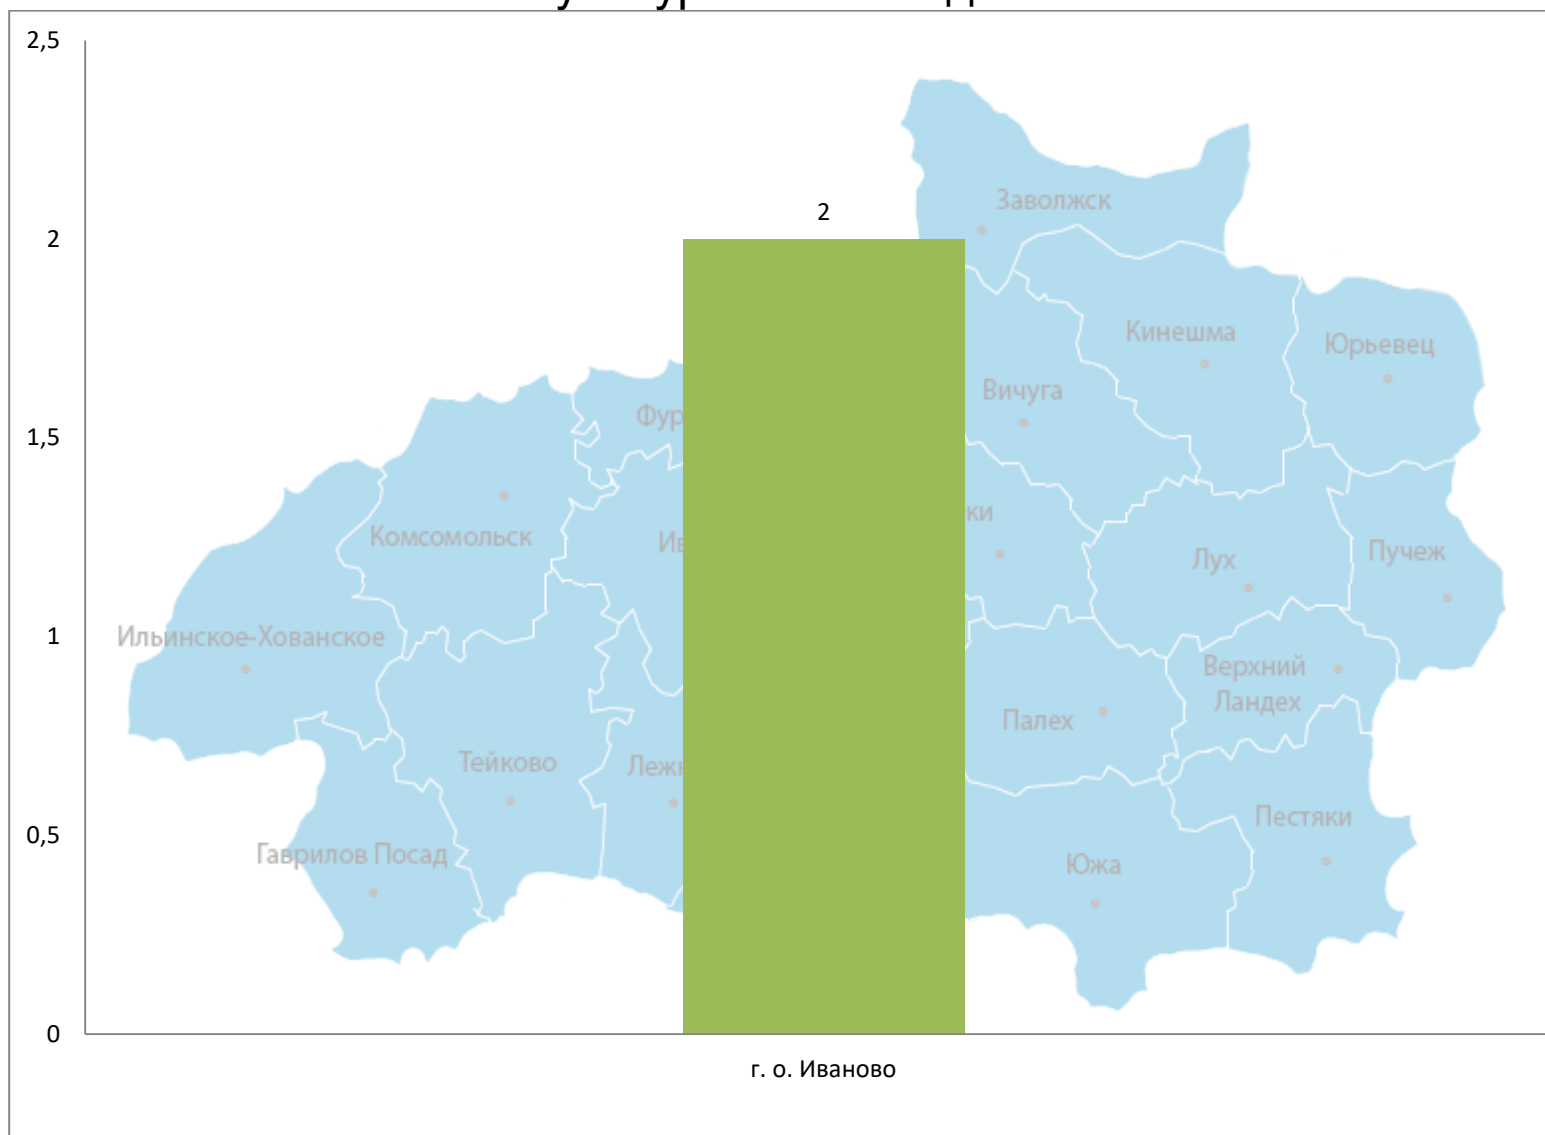 2,5
2
1,5
1
0,5
0
2
г. о. Иваново
Заволжск
Кинешма
Юрьевец
Вичуга
Комсомольск
Лух
Пучеж
Ильинское-Хованское
Верхний
Ландех
Палех
Тейково
Пестяки
Гаврилов Посад
Южа